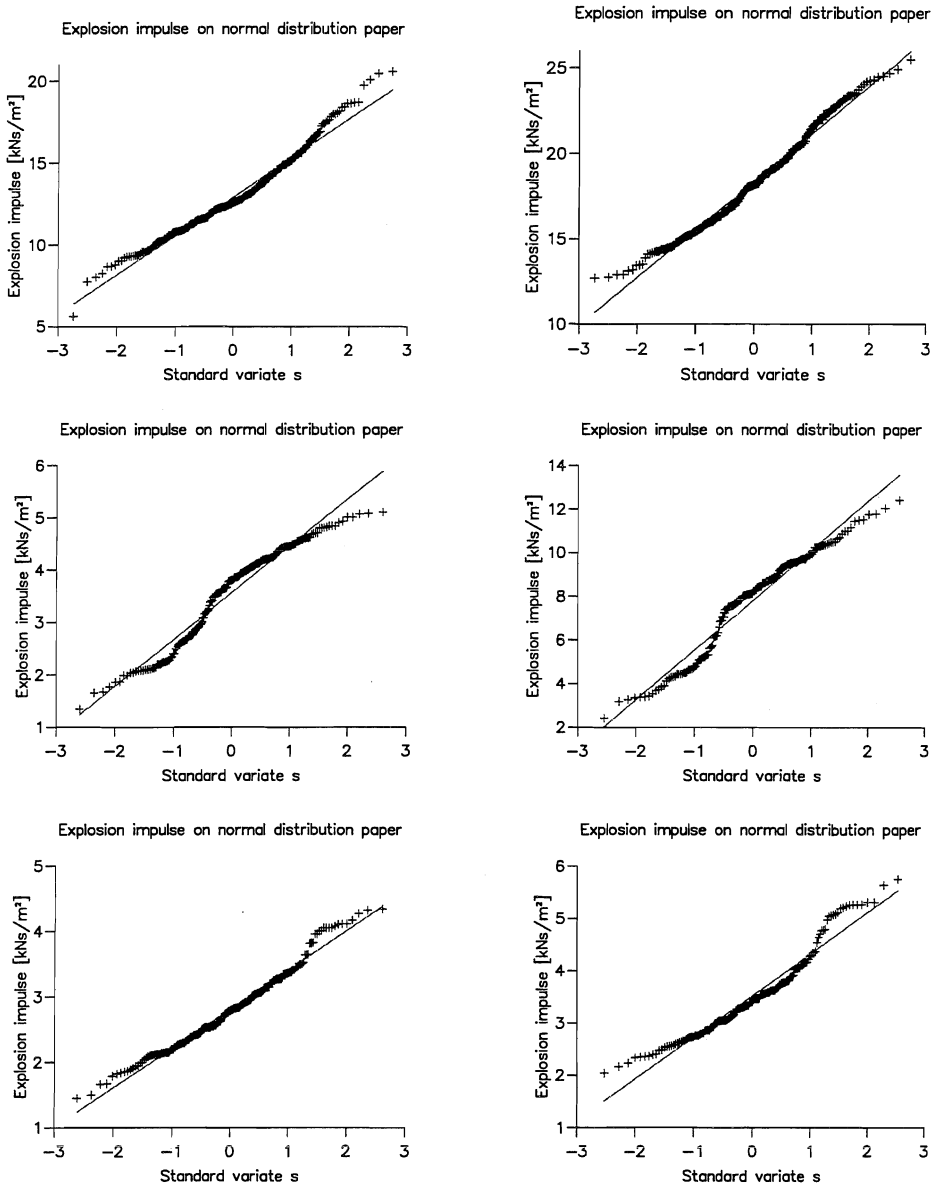 Explosion impulse on normal distribution paper
Explosion impulse [kNs/m²]
20
15
10
5
-3 -2 -1 0 1 2 3
Standard variate s
Explosion impulse on normal distribution paper
Explosion impulse [kNs/m²]
25
20
15
10
-3 -2 -1 0 1 2 3
Standard variate s
Explosion impulse on normal distribution paper
Explosion impulse [kNs/m²]
6
5
4
3
2
1
-3 -2 -1 0 1 2 3
Standard variate s
Explosion impulse on normal distribution paper
Explosion impulse [kNs/m²]
14
12
10
8
6
4
2
-3 -2 -1 0 1 2 3
Standard variate s
Explosion impulse on normal distribution paper
Explosion impulse [kNs/m²]
5
4
3
2
1
-3 -2 -1 0 1 2 3
Standard variate s
Explosion impulse on normal distribution paper
Explosion impulse [kNs/m²]
6
5
4
3
2
1
-3 -2 -1 0 1 2 3
Standard variate s